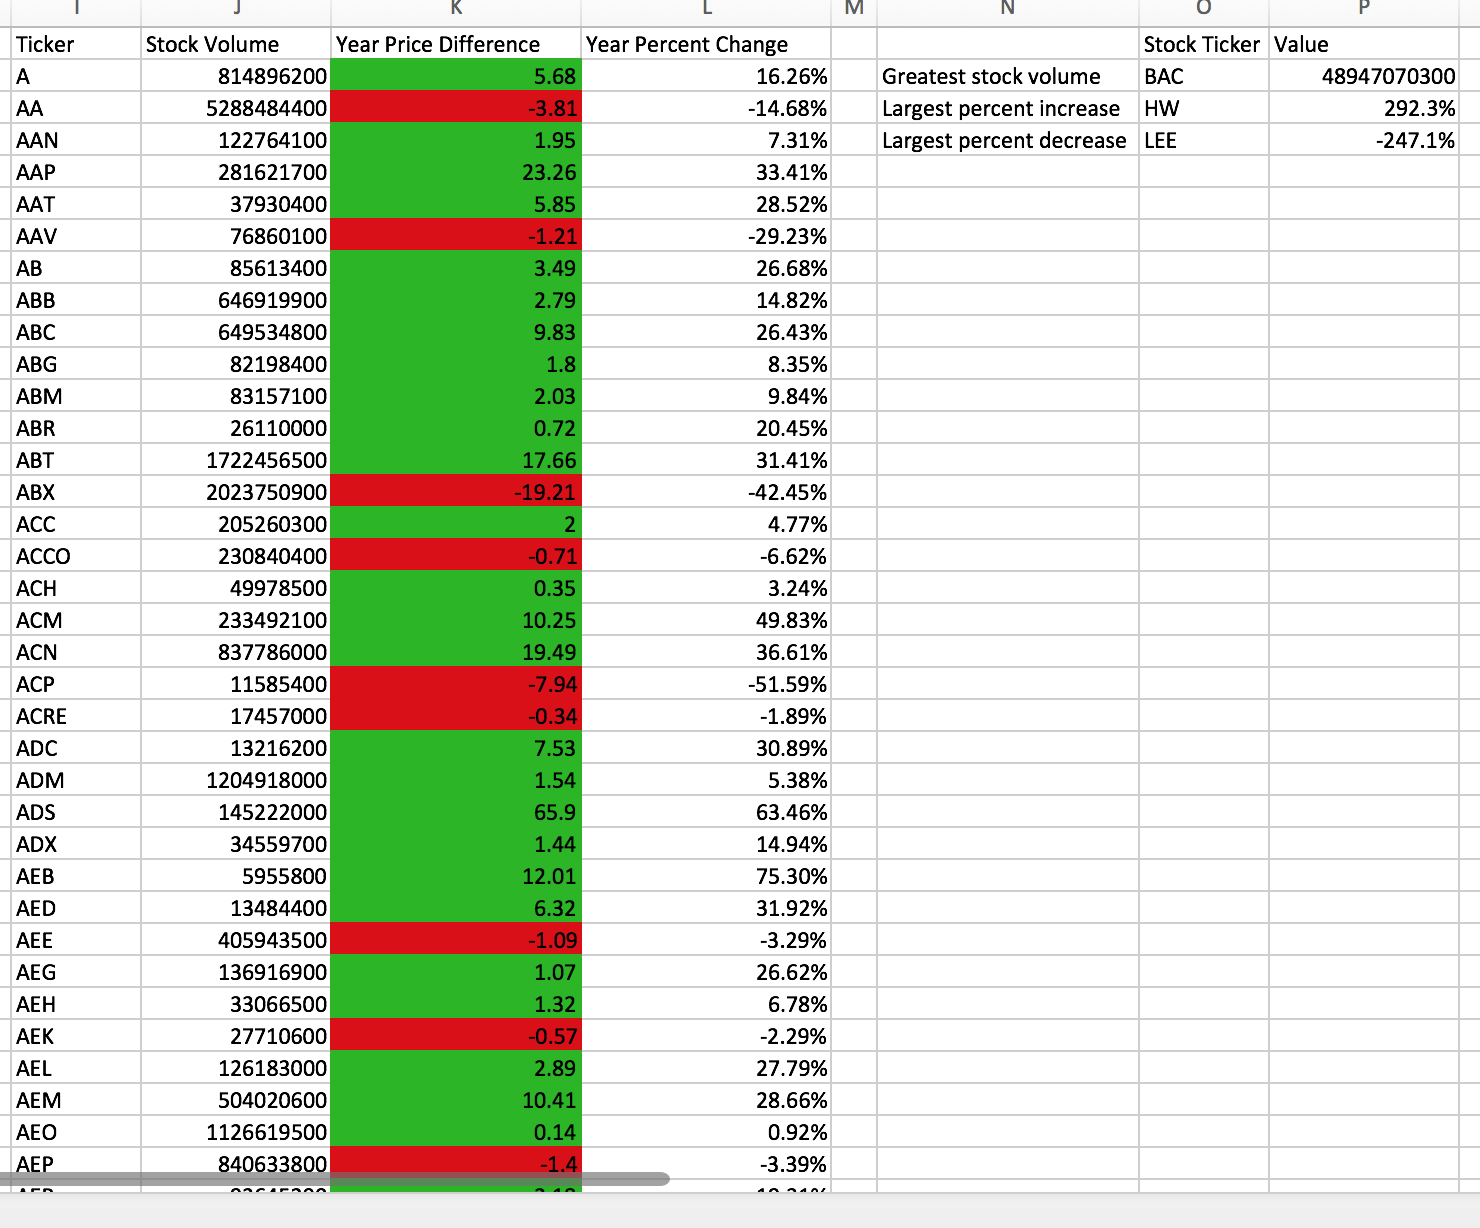 I J K L M N O P
Ticker Stock Volume Year Price Difference Year Percent Change Stock Ticker Value
A 814896200 5.68 16.26% Greatest stock volume BAC 48947070300
AA 5288484400 -3.81 -14.68% Largest percent increase HW 292.3%
AAN 122764100 1.95 7.31% Largest percent decrease LEE -247.1%
AAP 281621700 23.26 33.41%
AAT 37930400 5.85 28.52%
AAV 76860100 -1.21 -29.23%
AB 85613400 3.49 26.68%
ABB 646919900 2.79 14.82%
ABC 649534800 9.83 26.43%
ABG 82198400 1.8 8.35%
ABM 83157100 2.03 9.84%
ABR 26110000 0.72 20.45%
ABT 1722456500 17.66 31.41%
ABX 2023750900 -19.21 -42.45%
ACC 205260300 2 4.77%
ACCO 230840400 -0.71 -6.62%
ACH 49978500 0.35 3.24%
ACM 233492100 10.25 49.83%
ACN 837786000 19.49 36.61%
ACP 11585400 -7.94 -51.59%
ACRE 17457000 -0.34 -1.89%
ADC 13216200 7.53 30.89%
ADM 1204918000 1.54 5.38%
ADS 145222000 65.9 63.46%
ADX 34559700 1.44 14.94%
AEB 5955800 12.01 75.30%
AED 13484400 6.32 31.92%
AEE 405943500 -1.09 -3.29%
AEG 136916900 1.07 26.62%
AEH 33066500 1.32 6.78%
AEK 27710600 -0.57 -2.29%
AEL 126183000 2.89 27.79%
AEM 504020600 10.41 28.66%
AEO 1126619500 0.14 0.92%
AEP 840633800 -1.4 -3.39%